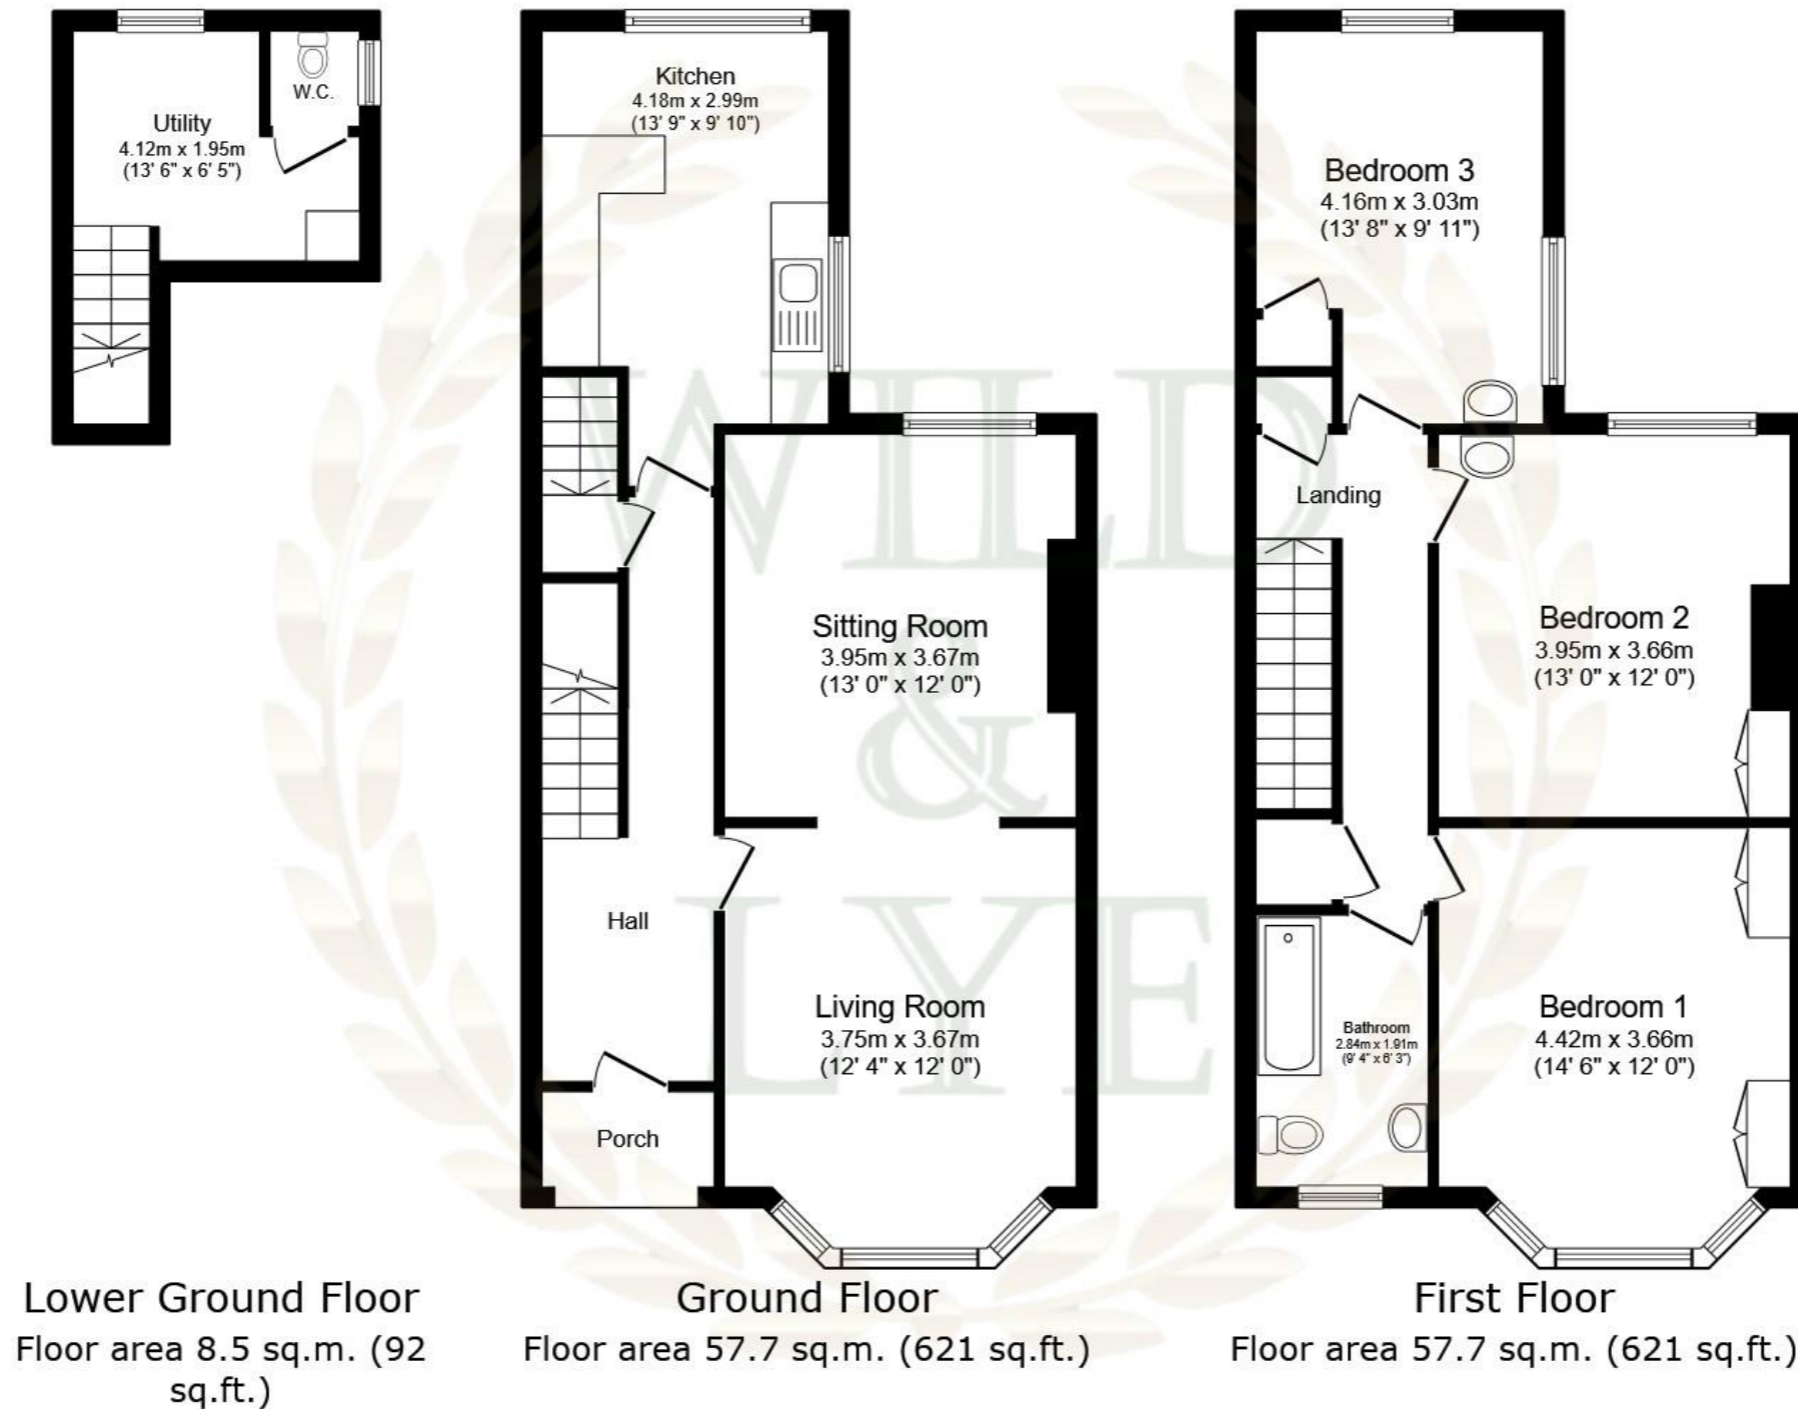 Utility
4.12m x 1.95m
(13' 6" x 6' 5")
W.C.
Kitchen
4.18m x 2.99m
(13' 9" x 9' 10")
Sitting Room
3.95m x 3.67m
(13' 0" x 12' 0")
Hall
Living Room
3.75m x 3.67m
(12' 4" x 12' 0")
Porch
Bedroom 3
4.16m x 3.03m
(13' 8" x 9' 11")
Landing
Bedroom 2
3.95m x 3.66m
(13' 0" x 12' 0")
Bathroom
2.84m x 1.91m
(9' 4" x 6' 3")
Bedroom 1
4.42m x 3.66m
(14' 6" x 12' 0")
WILD
&
LYE
Lower Ground Floor
Floor area 8.5 sq.m. (92
sq.ft.)
Ground Floor
Floor area 57.7 sq.m. (621 sq.ft.)
First Floor
Floor area 57.7 sq.m. (621 sq.ft.)